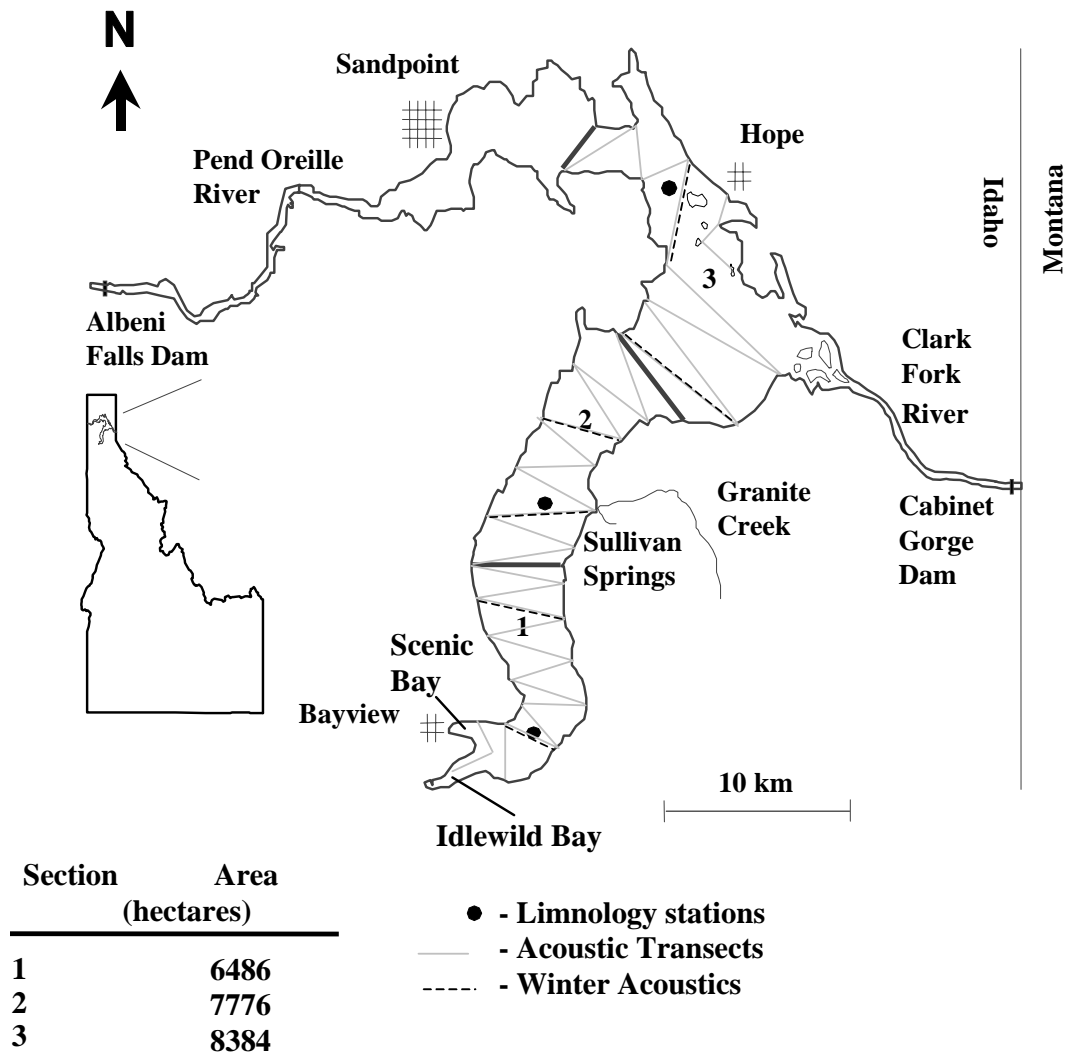 N
Sandpoint
Hope
Pend Oreille
River
Idaho
Montana
3
Albeni
Falls Dam
Clark
Fork
River
2
Granite
Creek
Cabinet
Gorge
Dam
Sullivan
Springs
1
Scenic
Bay
Bayview
10 km
Idlewild Bay
Section Area
(hectares)
1 6486
2 7776
3 8384
- Limnology stations
- Acoustic Transects
- Winter Acoustics